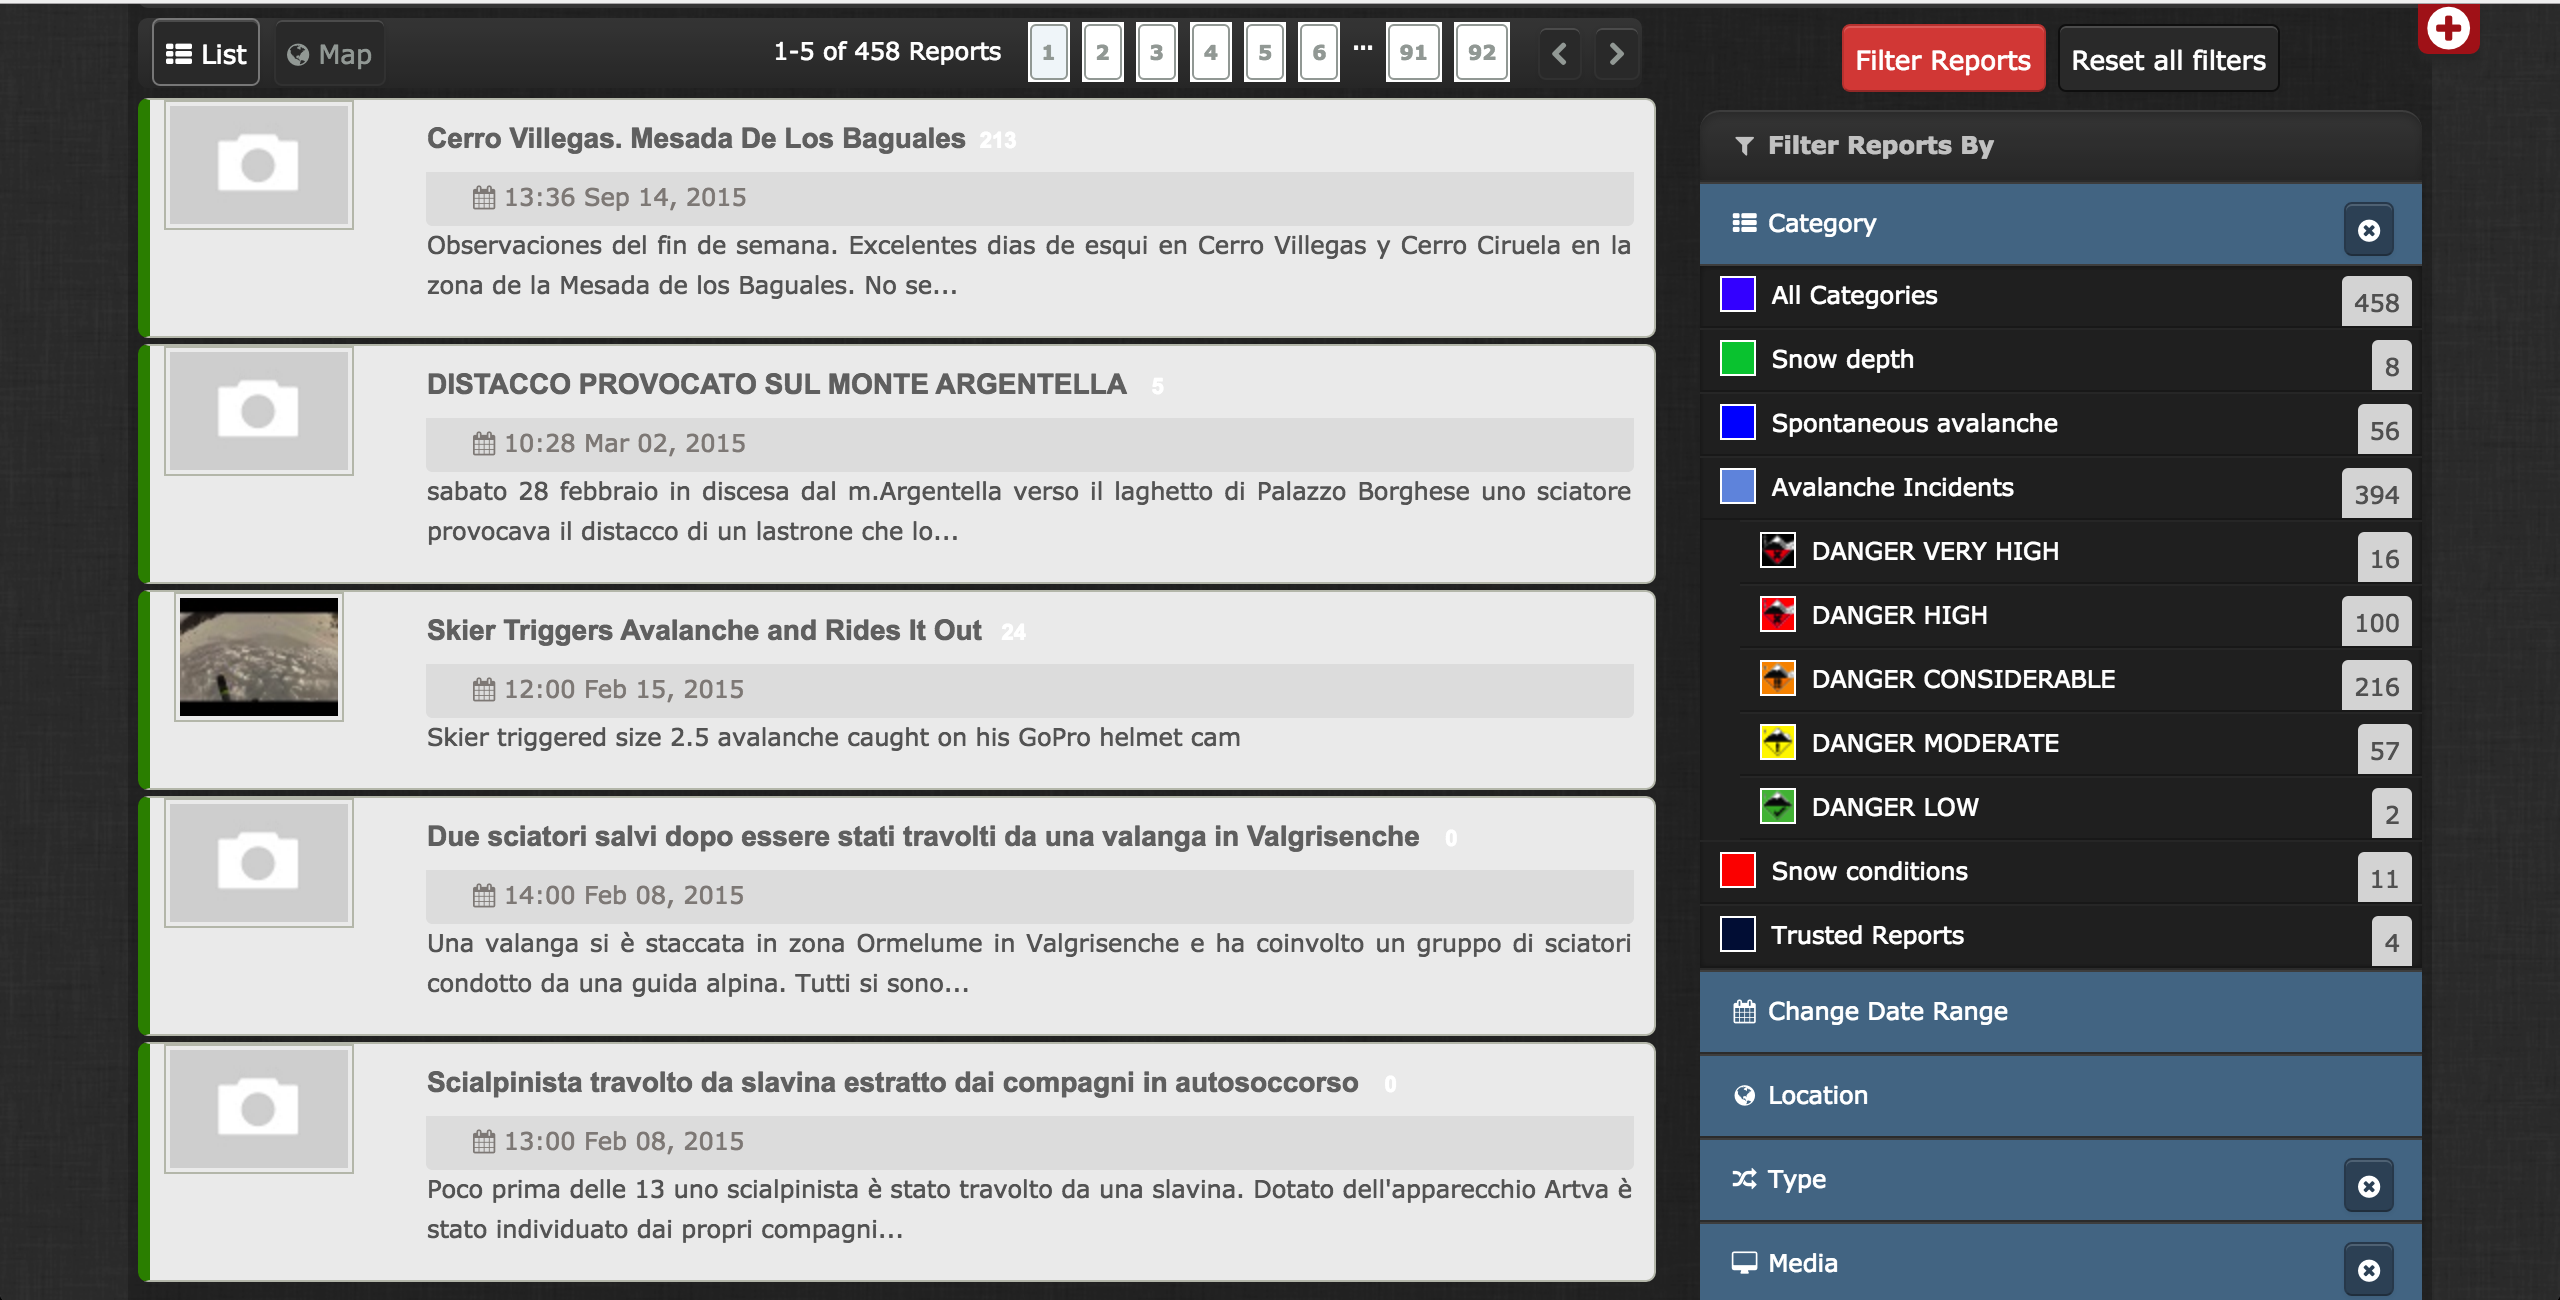 List
Map
1-5 of 458 Reports
1 2 3 4 5 6 ... 91 92
Cerro Villegas. Mesada De Los Baguales 213
13:36 Sep 14, 2015
Observaciones del fin de semana. Excelentes dias de esqui en Cerro Villegas y Cerro Ciruela en la
zona de la Mesada de los Baguales. No se...
DISTACCO PROVOCATO SUL MONTE ARGENTELLA 5
10:28 Mar 02, 2015
sabato 28 febbraio in discesa dal m.Argentella verso il laghetto di Palazzo Borghese uno sciatore
provocava il distacco di un lastrone che lo...
Skier Triggers Avalanche and Rides It Out 24
12:00 Feb 15, 2015
Skier triggered size 2.5 avalanche caught on his GoPro helmet cam
Due sciatori salvi dopo essere stati travolti da una valanga in Valgrisenche 0
14:00 Feb 08, 2015
Una valanga si è staccata in zona Ormelume in Valgrisenche e ha coinvolto un gruppo di sciatori
condotto da una guida alpina. Tutti si sono...
Scialpinista travolto da slavina estratto dai compagni in autosoccorso 0
13:00 Feb 08, 2015
Poco prima delle 13 uno scialpinista è stato travolto da una slavina. Dotato dell'apparecchio Artva è
stato individuato dai propri compagni...
Filter Reports
Reset all filters
Filter Reports By
Category
All Categories 458
Snow depth 8
Spontaneous avalanche 56
Avalanche Incidents 394
DANGER VERY HIGH 16
DANGER HIGH 100
DANGER CONSIDERABLE 216
DANGER MODERATE 57
DANGER LOW 2
Snow conditions 11
Trusted Reports 4
Change Date Range
Location
Type
Media